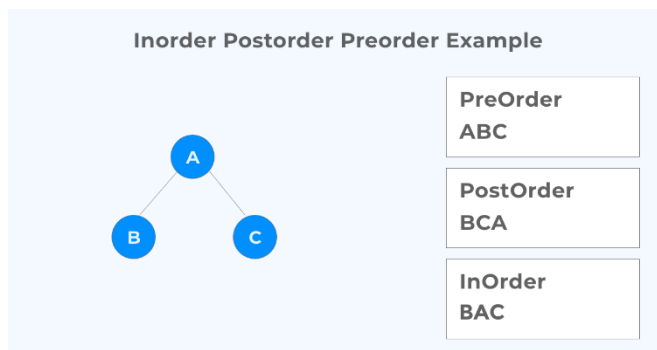 Inorder Postorder Preorder Example
A
B
C
PreOrder
ABC
PostOrder
BCA
InOrder
BAC